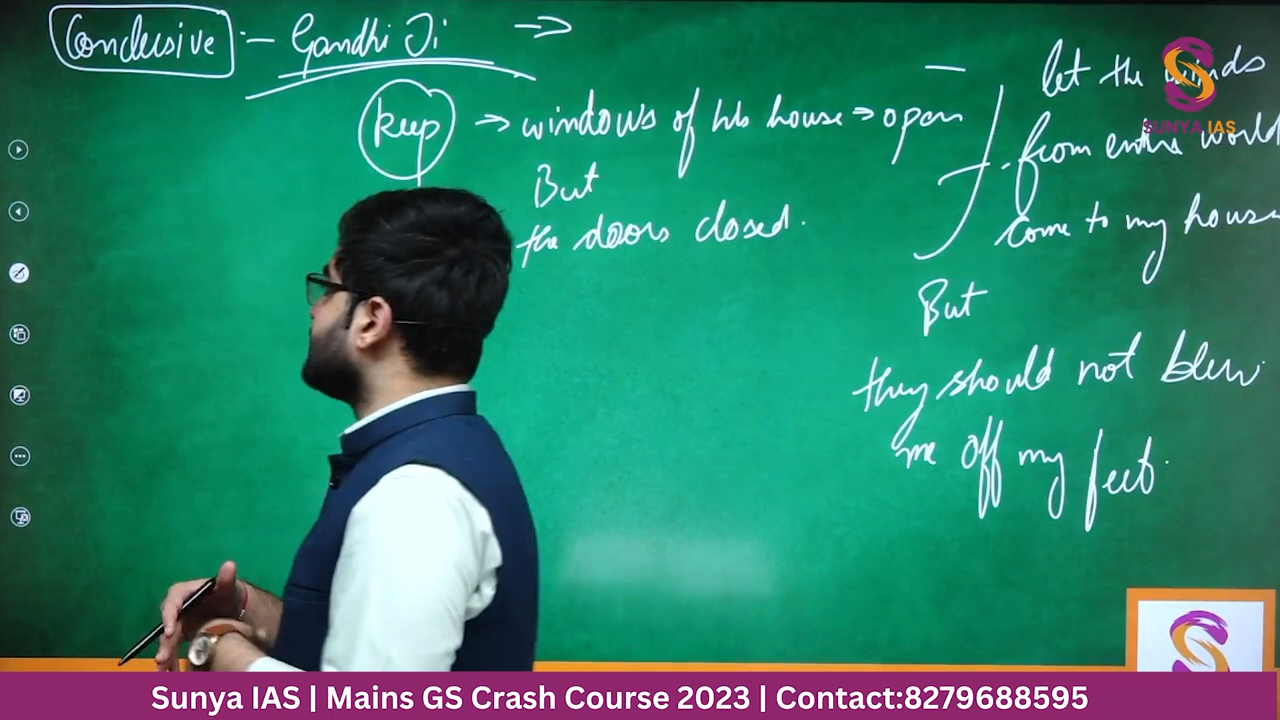 Conclusive :- Gandhi Ji →
keep → windows of his house → open
But
the doors closed.
- let the winds
from entire world
come to my house
But
they should not blew
me off my feet.
SUNYA IAS
Sunya IAS | Mains GS Crash Course 2023 | Contact:8279688595